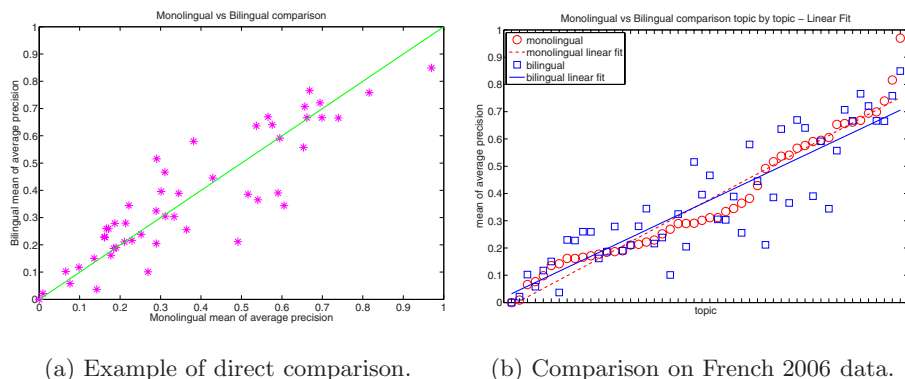 Monolingual vs Bilingual comparison
1
0.9
0.8
0.7
0.6
0.5
0.4
0.3
0.2
0.1
0
Bilingual mean of average precision
0 0.1 0.2 0.3 0.4 0.5 0.6 0.7 0.8 0.9 1
Monolingual mean of average precision
(a) Example of direct comparison.
Monolingual vs Bilingual comparison topic by topic − Linear Fit
1
0.9
0.8
0.7
0.6
0.5
0.4
0.3
0.2
0.1
0
mean of average precision
monolingual
monolingual linear fit
bilingual
bilingual linear fit
topic
(b) Comparison on French 2006 data.